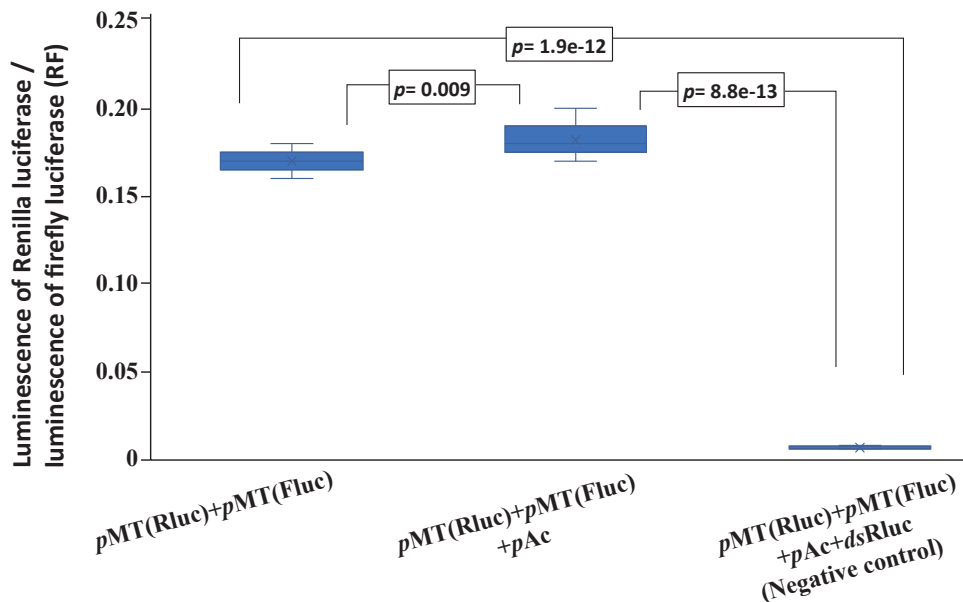 Luminescence of Renilla luciferase /
luminescence of firefly luciferase (RF)
0.25
0.20
0.15
0.10
0.05
0
p= 1.9e-12
p= 0.009
p= 8.8e-13
pMT(Rluc)+pMT(Fluc)
pMT(Rluc)+pMT(Fluc)
+pAc
pMT(Rluc)+pMT(Fluc)
+pAc+dsRluc
(Negative control)